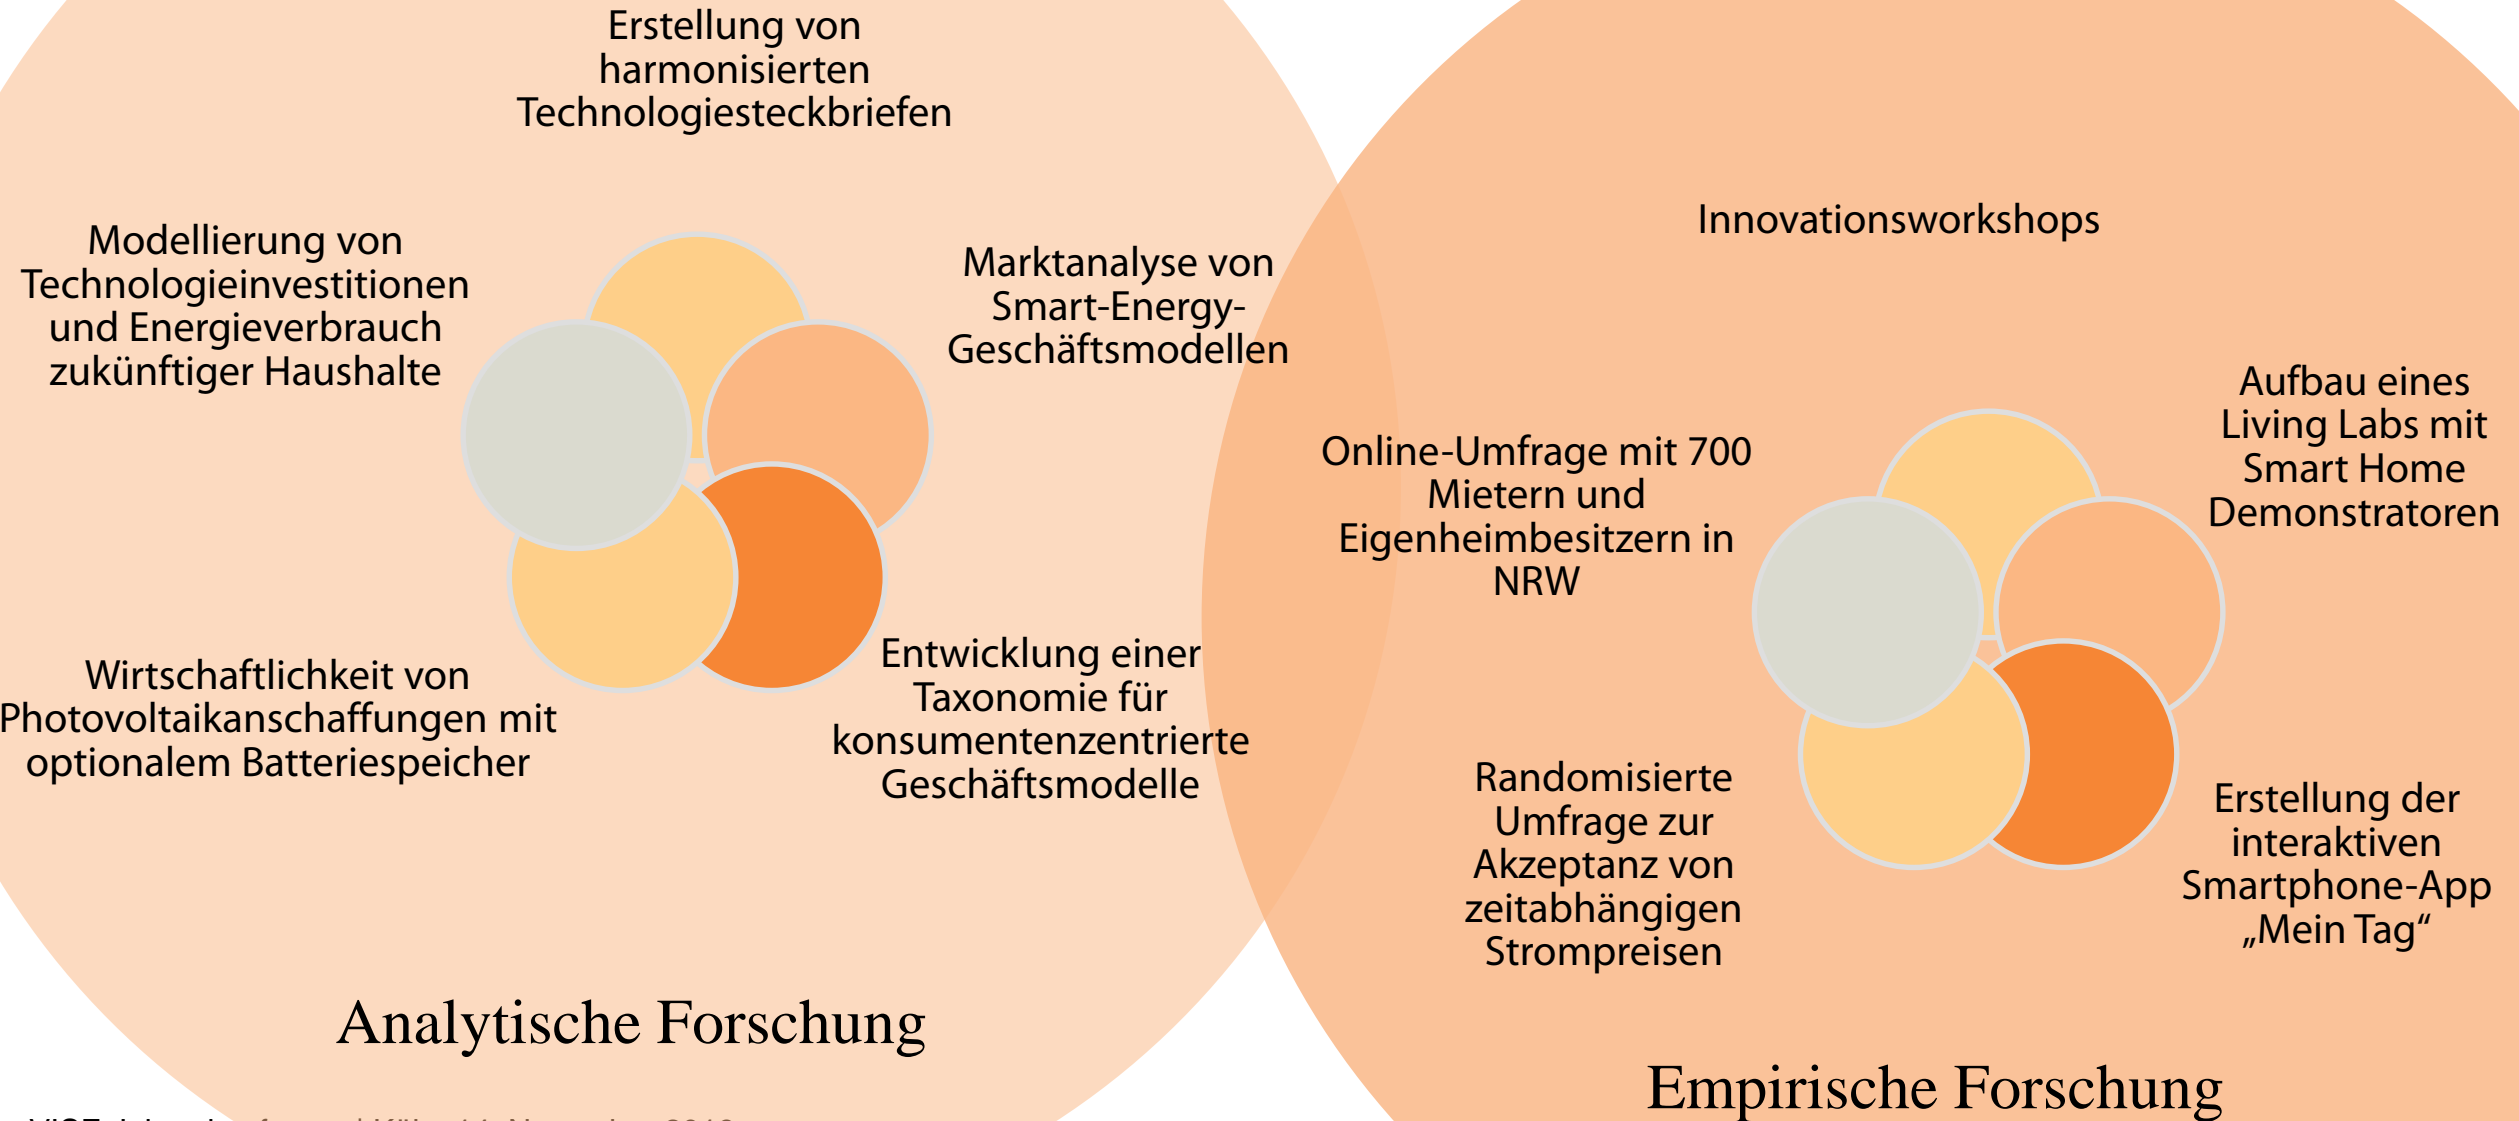 Erstellung von
harmonisierten
Technologiesteckbriefen
Modellierung von
Technologieinvestitionen
und Energieverbrauch
zukünftiger Haushalte
Marktanalyse von
Smart-Energy-
Geschäftsmodellen
Wirtschaftlichkeit von
Photovoltaikanschaffungen mit
optionalem Batteriespeicher
Entwicklung einer
Taxonomie für
konsumentenzentrierte
Geschäftsmodelle
Analytische Forschung
Innovationsworkshops
Online-Umfrage mit 700
Mietern und
Eigenheimbesitzern in
NRW
Aufbau eines
Living Labs mit
Smart Home
Demonstratoren
Randomisierte
Umfrage zur
Akzeptanz von
zeitabhängigen
Strompreisen
Erstellung der
interaktiven
Smartphone-App
„Mein Tag“
Empirische Forschung